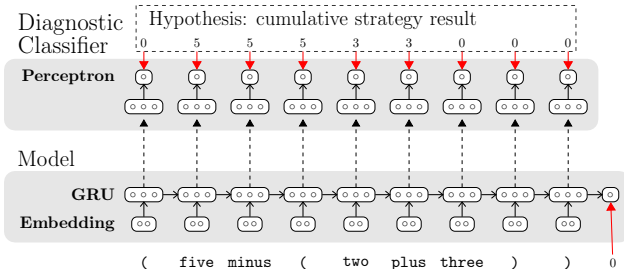 Diagnostic
Classifier
Hypothesis: cumulative strategy result
0 5 5 5 3 3 0 0 0
Perceptron
Model
GRU
Embedding
( five minus ( two plus three ) ) 0